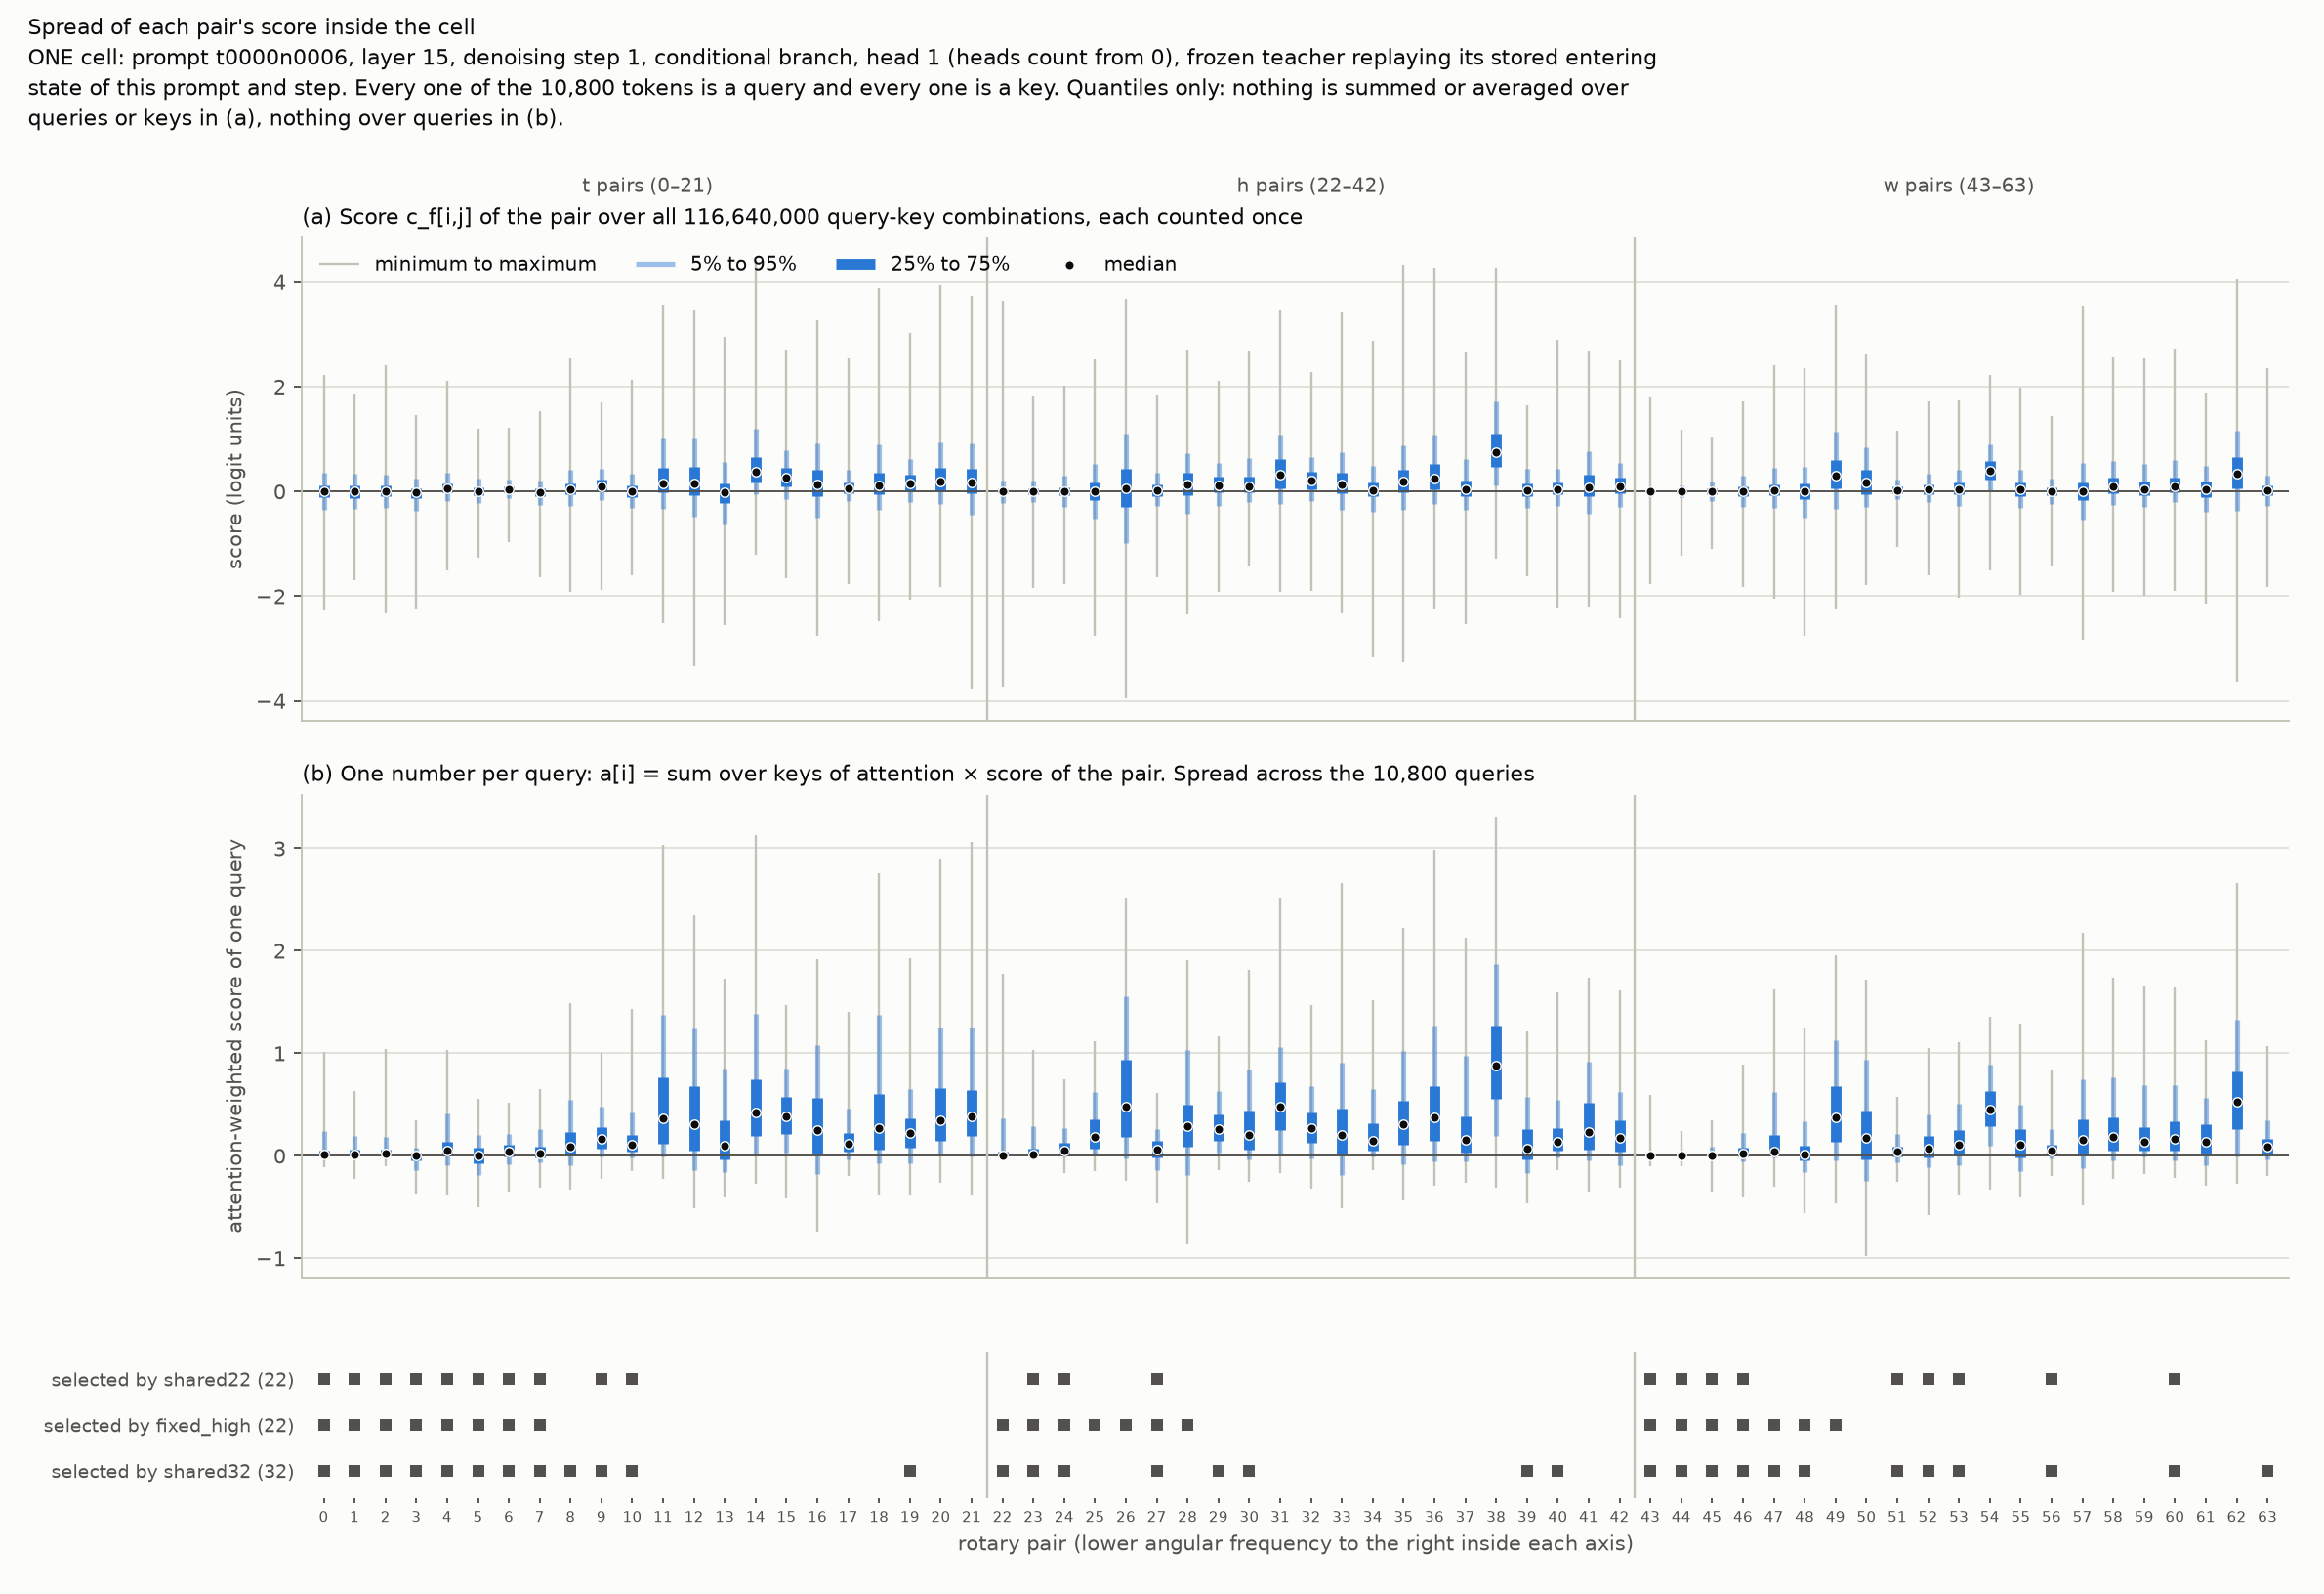 Spread of each pair's score inside the cell
ONE cell: prompt t0000n0006, layer 15, denoising step 1, conditional branch, head 1 (heads count from 0), frozen teacher replaying its stored entering
state of this prompt and step. Every one of the 10,800 tokens is a query and every one is a key. Quantiles only: nothing is summed or averaged over
queries or keys in (a), nothing over queries in (b).
t pairs (0–21) h pairs (22–42) w pairs (43–63)
(a) Score c_f[i,j] of the pair over all 116,640,000 query-key combinations, each counted once
minimum to maximum 5% to 95% 25% to 75% median
score (logit units)
4
2
0
−2
−4
(b) One number per query: a[i] = sum over keys of attention × score of the pair. Spread across the 10,800 queries
attention-weighted score of one query
3
2
1
0
−1
selected by shared22 (22)
selected by fixed_high (22)
selected by shared32 (32)
0 1 2 3 4 5 6 7 8 9 10 11 12 13 14 15 16 17 18 19 20 21 22 23 24 25 26 27 28 29 30 31 32 33 34 35 36 37 38 39 40 41 42 43 44 45 46 47 48 49 50 51 52 53 54 55 56 57 58 59 60 61 62 63
rotary pair (lower angular frequency to the right inside each axis)